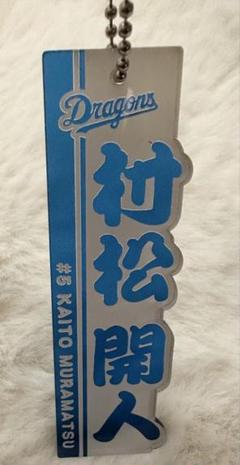 Dragons
村松開人
#5 KAITO MURAMATSU